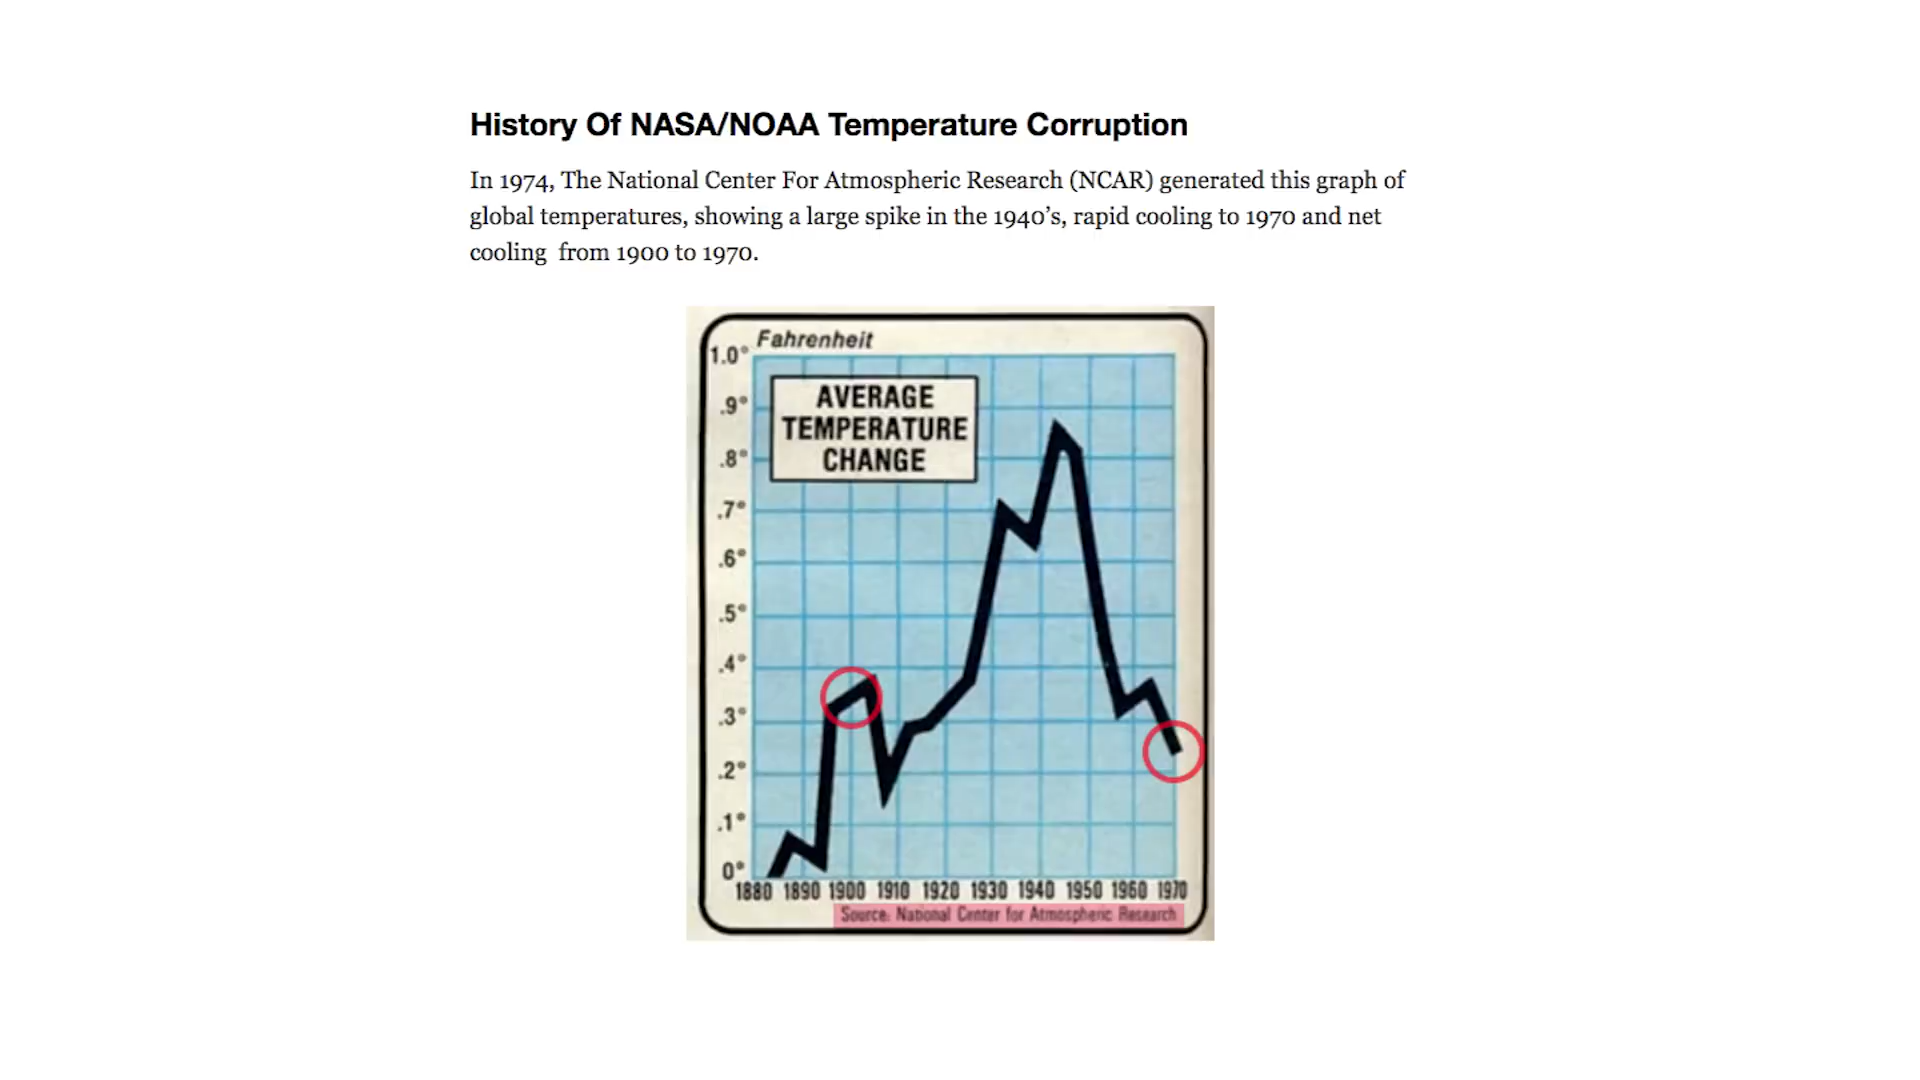 History Of NASA/NOAA Temperature Corruption
In 1974, The National Center For Atmospheric Research (NCAR) generated this graph of
global temperatures, showing a large spike in the 1940’s, rapid cooling to 1970 and net
cooling  from 1900 to 1970.
Fahrenheit
1.0°
.9°
AVERAGE
TEMPERATURE
CHANGE
.8°
.7°
.6°
.5°
.4°
.3°
.2°
.1°
0°
1880 1890 1900 1910 1920 1930 1940 1950 1960 1970
Source: National Center for Atmospheric Research